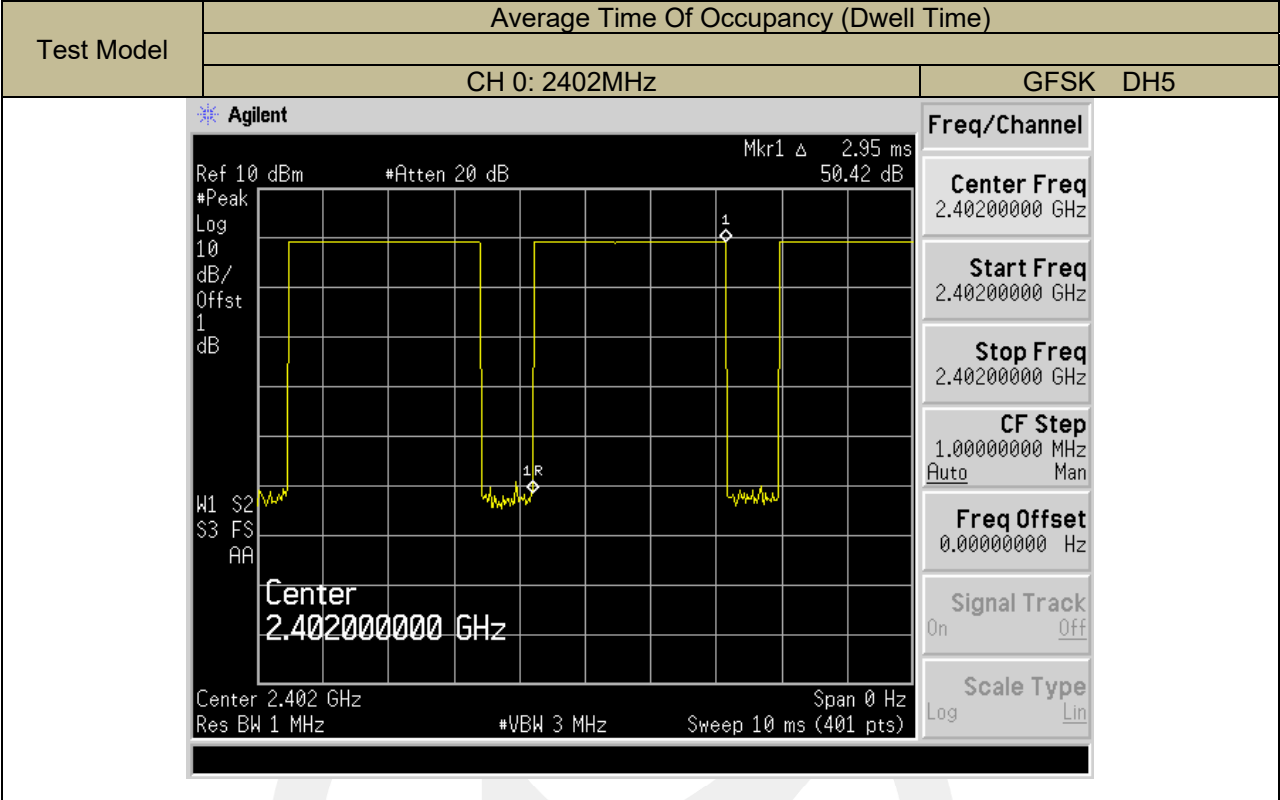 Test Model
Average Time Of Occupancy (Dwell Time)
CH 0: 2402MHz
GFSK DH5
Agilent
Mkr1 Δ 2.95 ms
Ref 10 dBm #Atten 20 dB 50.42 dB
#Peak
Log
10
dB/
Offst
1
dB
1
1R
W1 S2
S3 FS
AA
Center
2.402000000 GHz
Center 2.402 GHz Span 0 Hz
Res BW 1 MHz #VBW 3 MHz Sweep 10 ms (401 pts)
Freq/Channel
Center Freq
2.40200000 GHz
Start Freq
2.40200000 GHz
Stop Freq
2.40200000 GHz
CF Step
1.00000000 MHz
Auto Man
Freq Offset
0.00000000 Hz
Signal Track
On Off
Scale Type
Log Lin